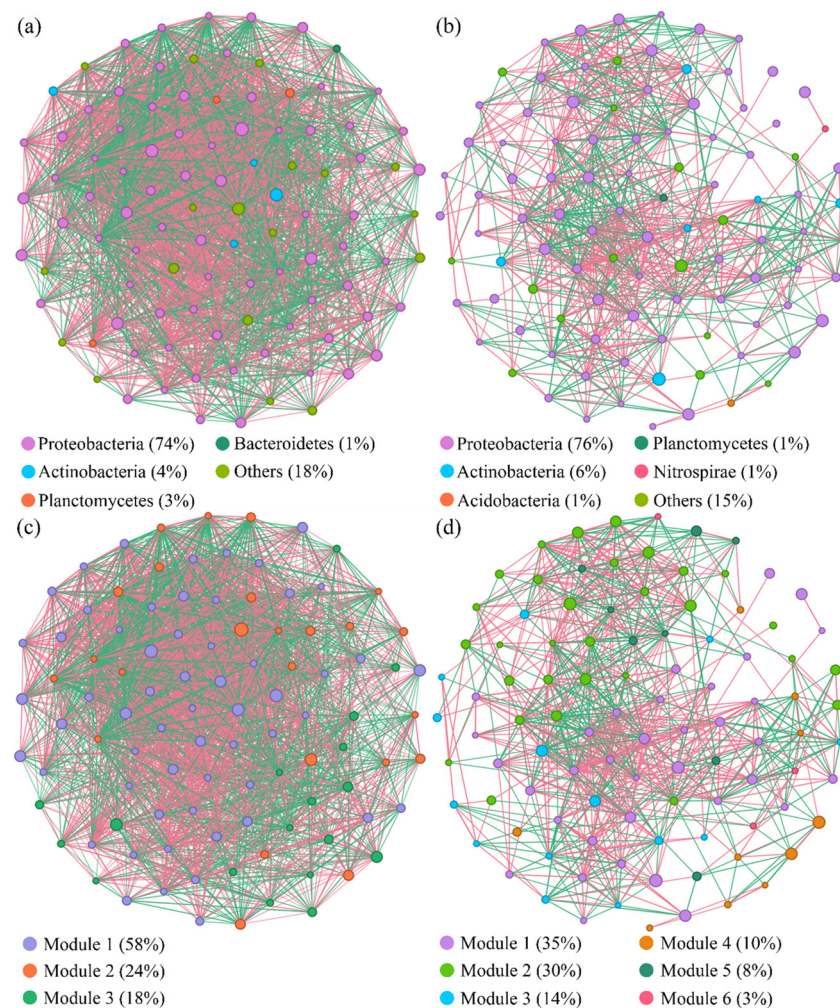 (a)
(b)
Proteobacteria (74%) Bacteroidetes (1%)
Actinobacteria (4%) Others (18%)
Planctomycetes (3%)
Proteobacteria (76%) Planctomycetes (1%)
Actinobacteria (6%) Nitrospirae (1%)
Acidobacteria (1%) Others (15%)
(c)
(d)
Module 1 (58%)
Module 2 (24%)
Module 3 (18%)
Module 1 (35%) Module 4 (10%)
Module 2 (30%) Module 5 (8%)
Module 3 (14%) Module 6 (3%)